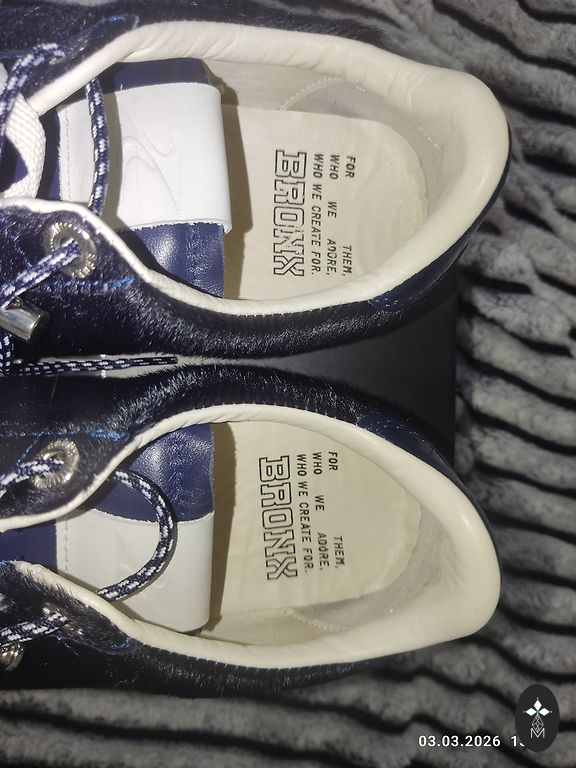 FOR THEM,
WHO WE ADORE,
WHO WE CREATE FOR.
BRONX
FOR THEM,
WHO WE ADORE,
WHO WE CREATE FOR.
BRONX
03.03.2026
M